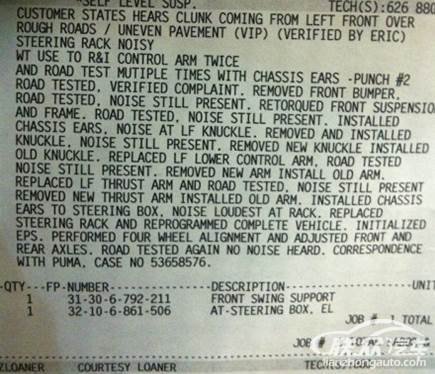 *SELF LEVEL SUSP. TECH(S):626 880
CUSTOMER STATES HEARS CLUNK COMING FROM LEFT FRONT OVER
ROUGH ROADS / UNEVEN PAVEMENT (VIP) (VERIFIED BY ERIC)
STEERING RACK NOISY
WT USE TO R&I CONTROL ARM TWICE
AND ROAD TEST MUTIPLE TIMES WITH CHASSIS EARS -PUNCH #2
ROAD TESTED, VERIFIED COMPLAINT. REMOVED FRONT BUMPER,
ROAD TESTED, NOISE STILL PRESENT. RETORQUED FRONT SUSPENSION
AND FRAME. ROAD TESTED, NOISE STILL PRESENT. INSTALLED
CHASSIS EARS, NOISE AT LF KNUCKLE. REMOVED AND INSTALLED
KNUCKLE, NOISE STILL PRESENT. REMOVED NEW KNUCKLE INSTALLED
OLD KNUCKLE. REPLACED LF LOWER CONTROL ARM, ROAD TESTED
NOISE STILL PRESENT. REMOVED NEW ARM INSTALL OLD ARM.
REPLACED LF THRUST ARM AND ROAD TESTED, NOISE STILL PRESENT
REMOVED NEW THRUST ARM INSTALLED OLD ARM. INSTALLED CHASSIS
EARS TO STEERING BOX, NOISE LOUDEST AT RACK. REPLACED
STEERING RACK AND REPROGRAMMED COMPLETE VEHICLE. INITIALIZED
EPS. PERFORMED FOUR WHEEL ALIGNMENT AND ADJUSTED FRONT AND
REAR AXLES. ROAD TESTED AGAIN NO NOISE HEARD. CORRESPONDENCE
WITH PUMA. CASE NO 53658576.
-QTY---FP-NUMBER---------------DESCRIPTION---------------UNIT
1 31-30-6-792-211 FRONT SWING SUPPORT
1 32-10-6-861-506 AT-STEERING BOX, EL
JOB # 1 TOTAL
JOB # 1 TOTAL
liangzhongauto.com
ZLOANER COURTESY LOANER TECH(S)